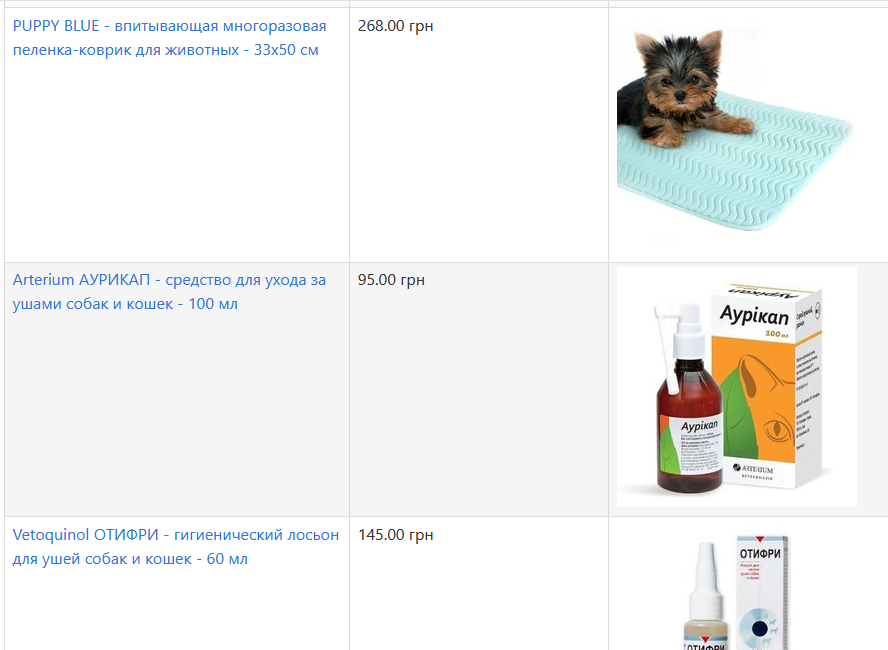 PUPPY BLUE - впитывающая многоразовая
пеленка-коврик для животных - 33х50 см
268.00 грн
Arterium АУРИКАП - средство для ухода за
ушами собак и кошек - 100 мл
95.00 грн
Аурікап
Аурікап
100 мл
Аурікап
ARTERIUM
ВЕТЕРИНАРІЯ
Vetoquinol ОТИФРИ - гигиенический лосьон
для ушей собак и кошек - 60 мл
145.00 грн
ОТИФРИ
ОТИФРИ